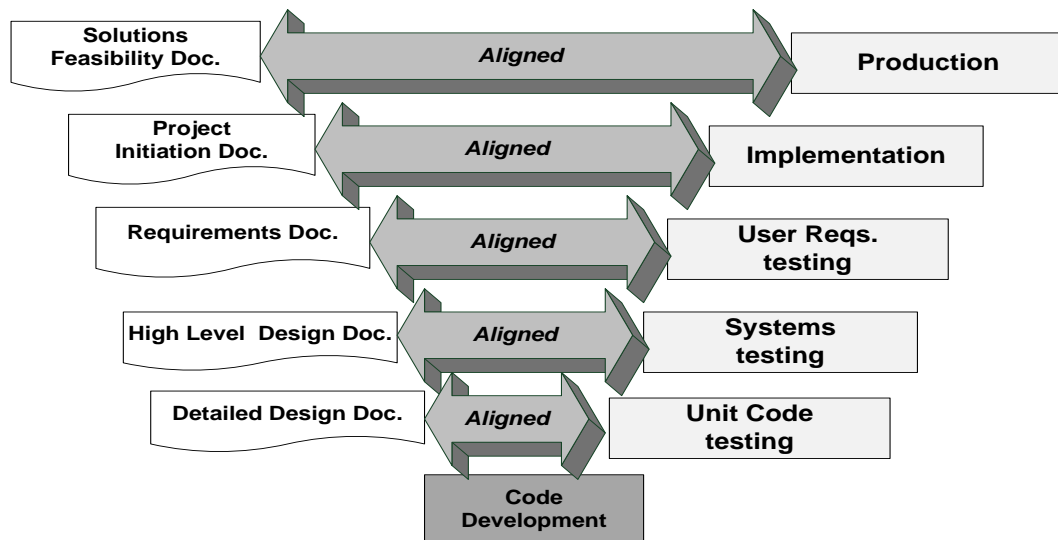 Solutions
Feasibility Doc.
Aligned
Production
Project
Initiation Doc.
Aligned
Implementation
Requirements Doc.
Aligned
User Reqs.
testing
High Level  Design Doc.
Aligned
Systems
testing
Detailed Design Doc.
Aligned
Unit Code
testing
Code
Development